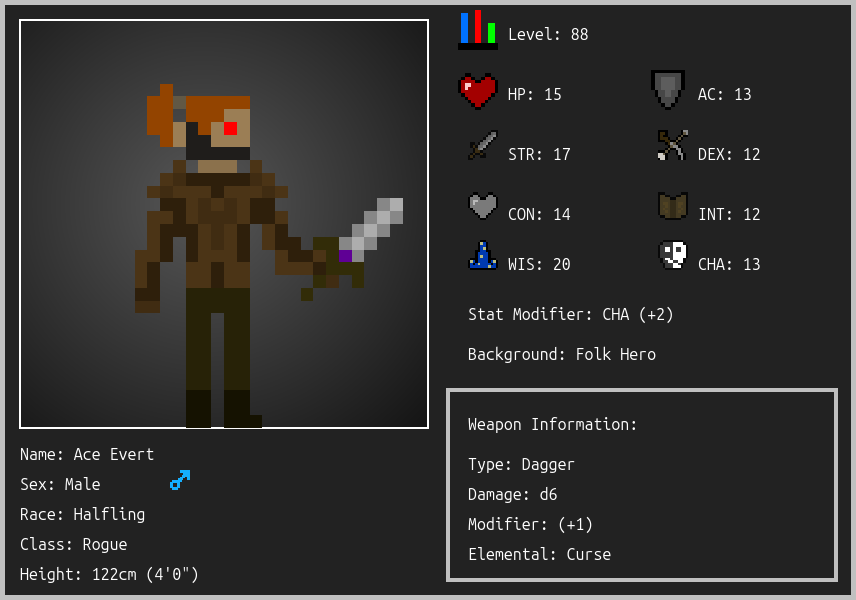 Level: 88
HP: 15
AC: 13
STR: 17
DEX: 12
CON: 14
INT: 12
WIS: 20
CHA: 13
Stat Modifier: CHA (+2)
Background: Folk Hero
Weapon Information:
Type: Dagger
Damage: d6
Modifier: (+1)
Elemental: Curse
Name: Ace Evert
Sex: Male
Race: Halfling
Class: Rogue
Height: 122cm (4'0")